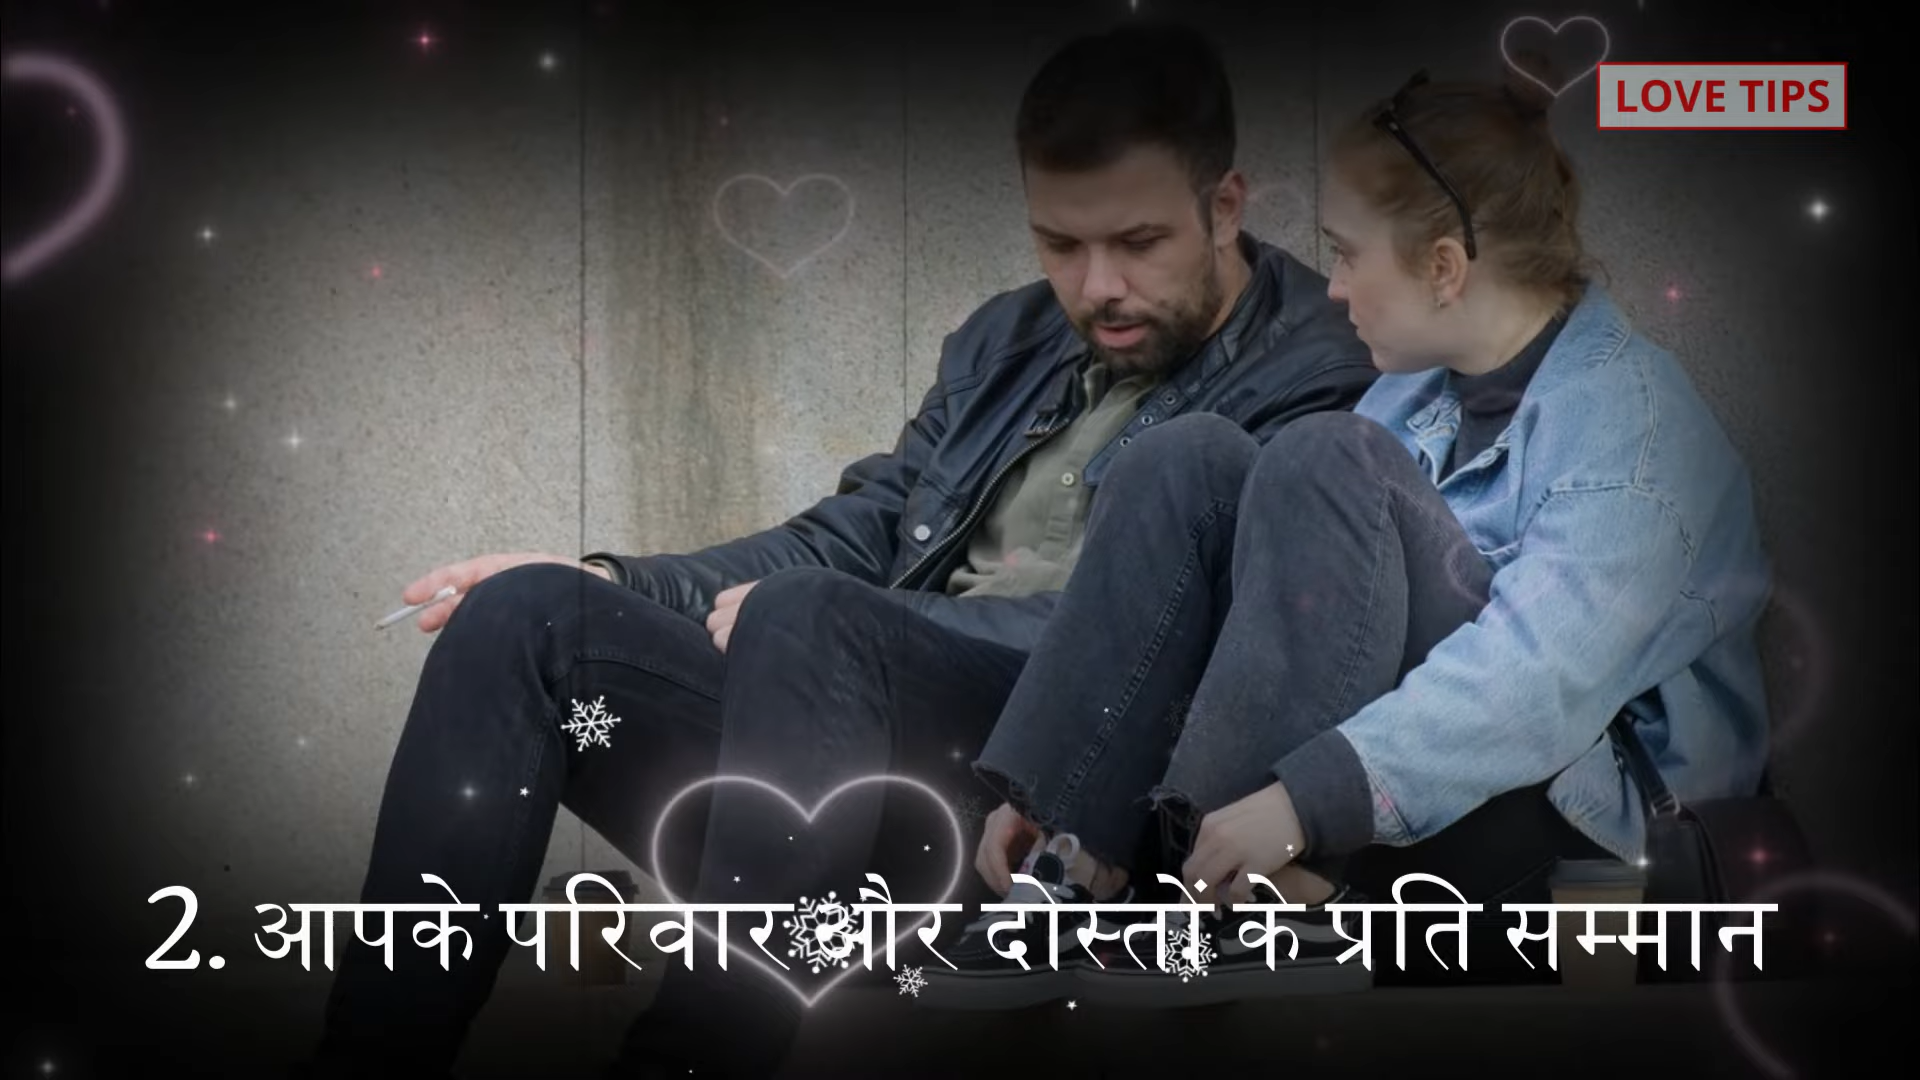 LOVE TIPS
2. आपके परिवार और दोस्तों के प्रति सम्मान